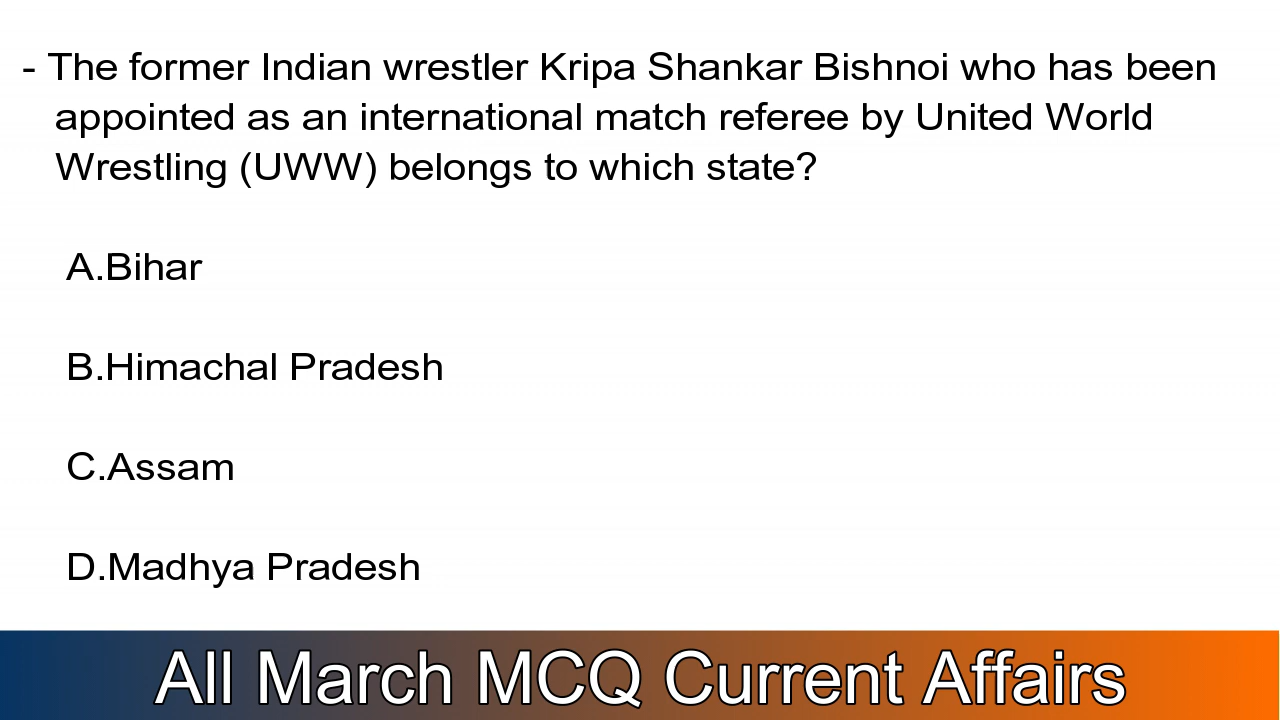 - The former Indian wrestler Kripa Shankar Bishnoi who has been
appointed as an international match referee by United World
Wrestling (UWW) belongs to which state?
A.Bihar
B.Himachal Pradesh
C.Assam
D.Madhya Pradesh
All March MCQ Current Affairs